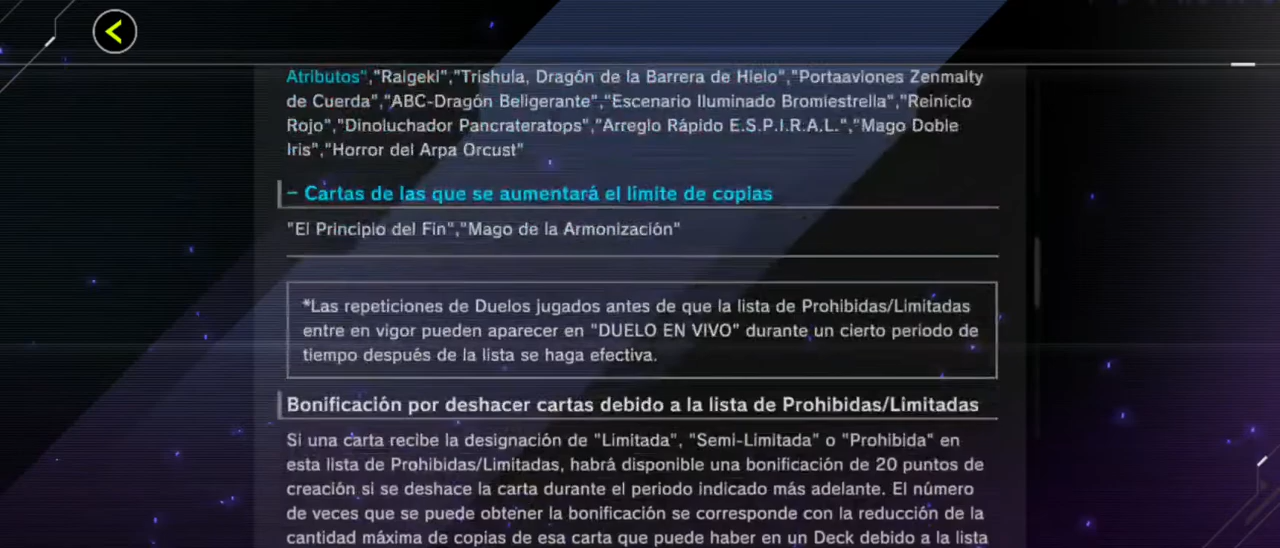 Atributos","Raigeki","Trishula, Dragón de la Barrera de Hielo","Portaaviones Zenmaity
de Cuerda","ABC-Dragón Beligerante","Escenario Iluminado Bromiestrella","Reinicio
Rojo","Dinoluchador Pancrateratops","Arreglo Rápido E.S.P.I.R.A.L.","Mago Doble
Iris","Horror del Arpa Orcust"
- Cartas de las que se aumentará el límite de copias
"El Principio del Fin","Mago de la Armonización"
*Las repeticiones de Duelos jugados antes de que la lista de Prohibidas/Limitadas
entre en vigor pueden aparecer en "DUELO EN VIVO" durante un cierto periodo de
tiempo después de la lista se haga efectiva.
Bonificación por deshacer cartas debido a la lista de Prohibidas/Limitadas
Si una carta recibe la designación de "Limitada", "Semi-Limitada" o "Prohibida" en
esta lista de Prohibidas/Limitadas, habrá disponible una bonificación de 20 puntos de
creación si se deshace la carta durante el periodo indicado más adelante. El número
de veces que se puede obtener la bonificación se corresponde con la reducción de la
cantidad máxima de copias de esa carta que puede haber en un Deck debido a la lista